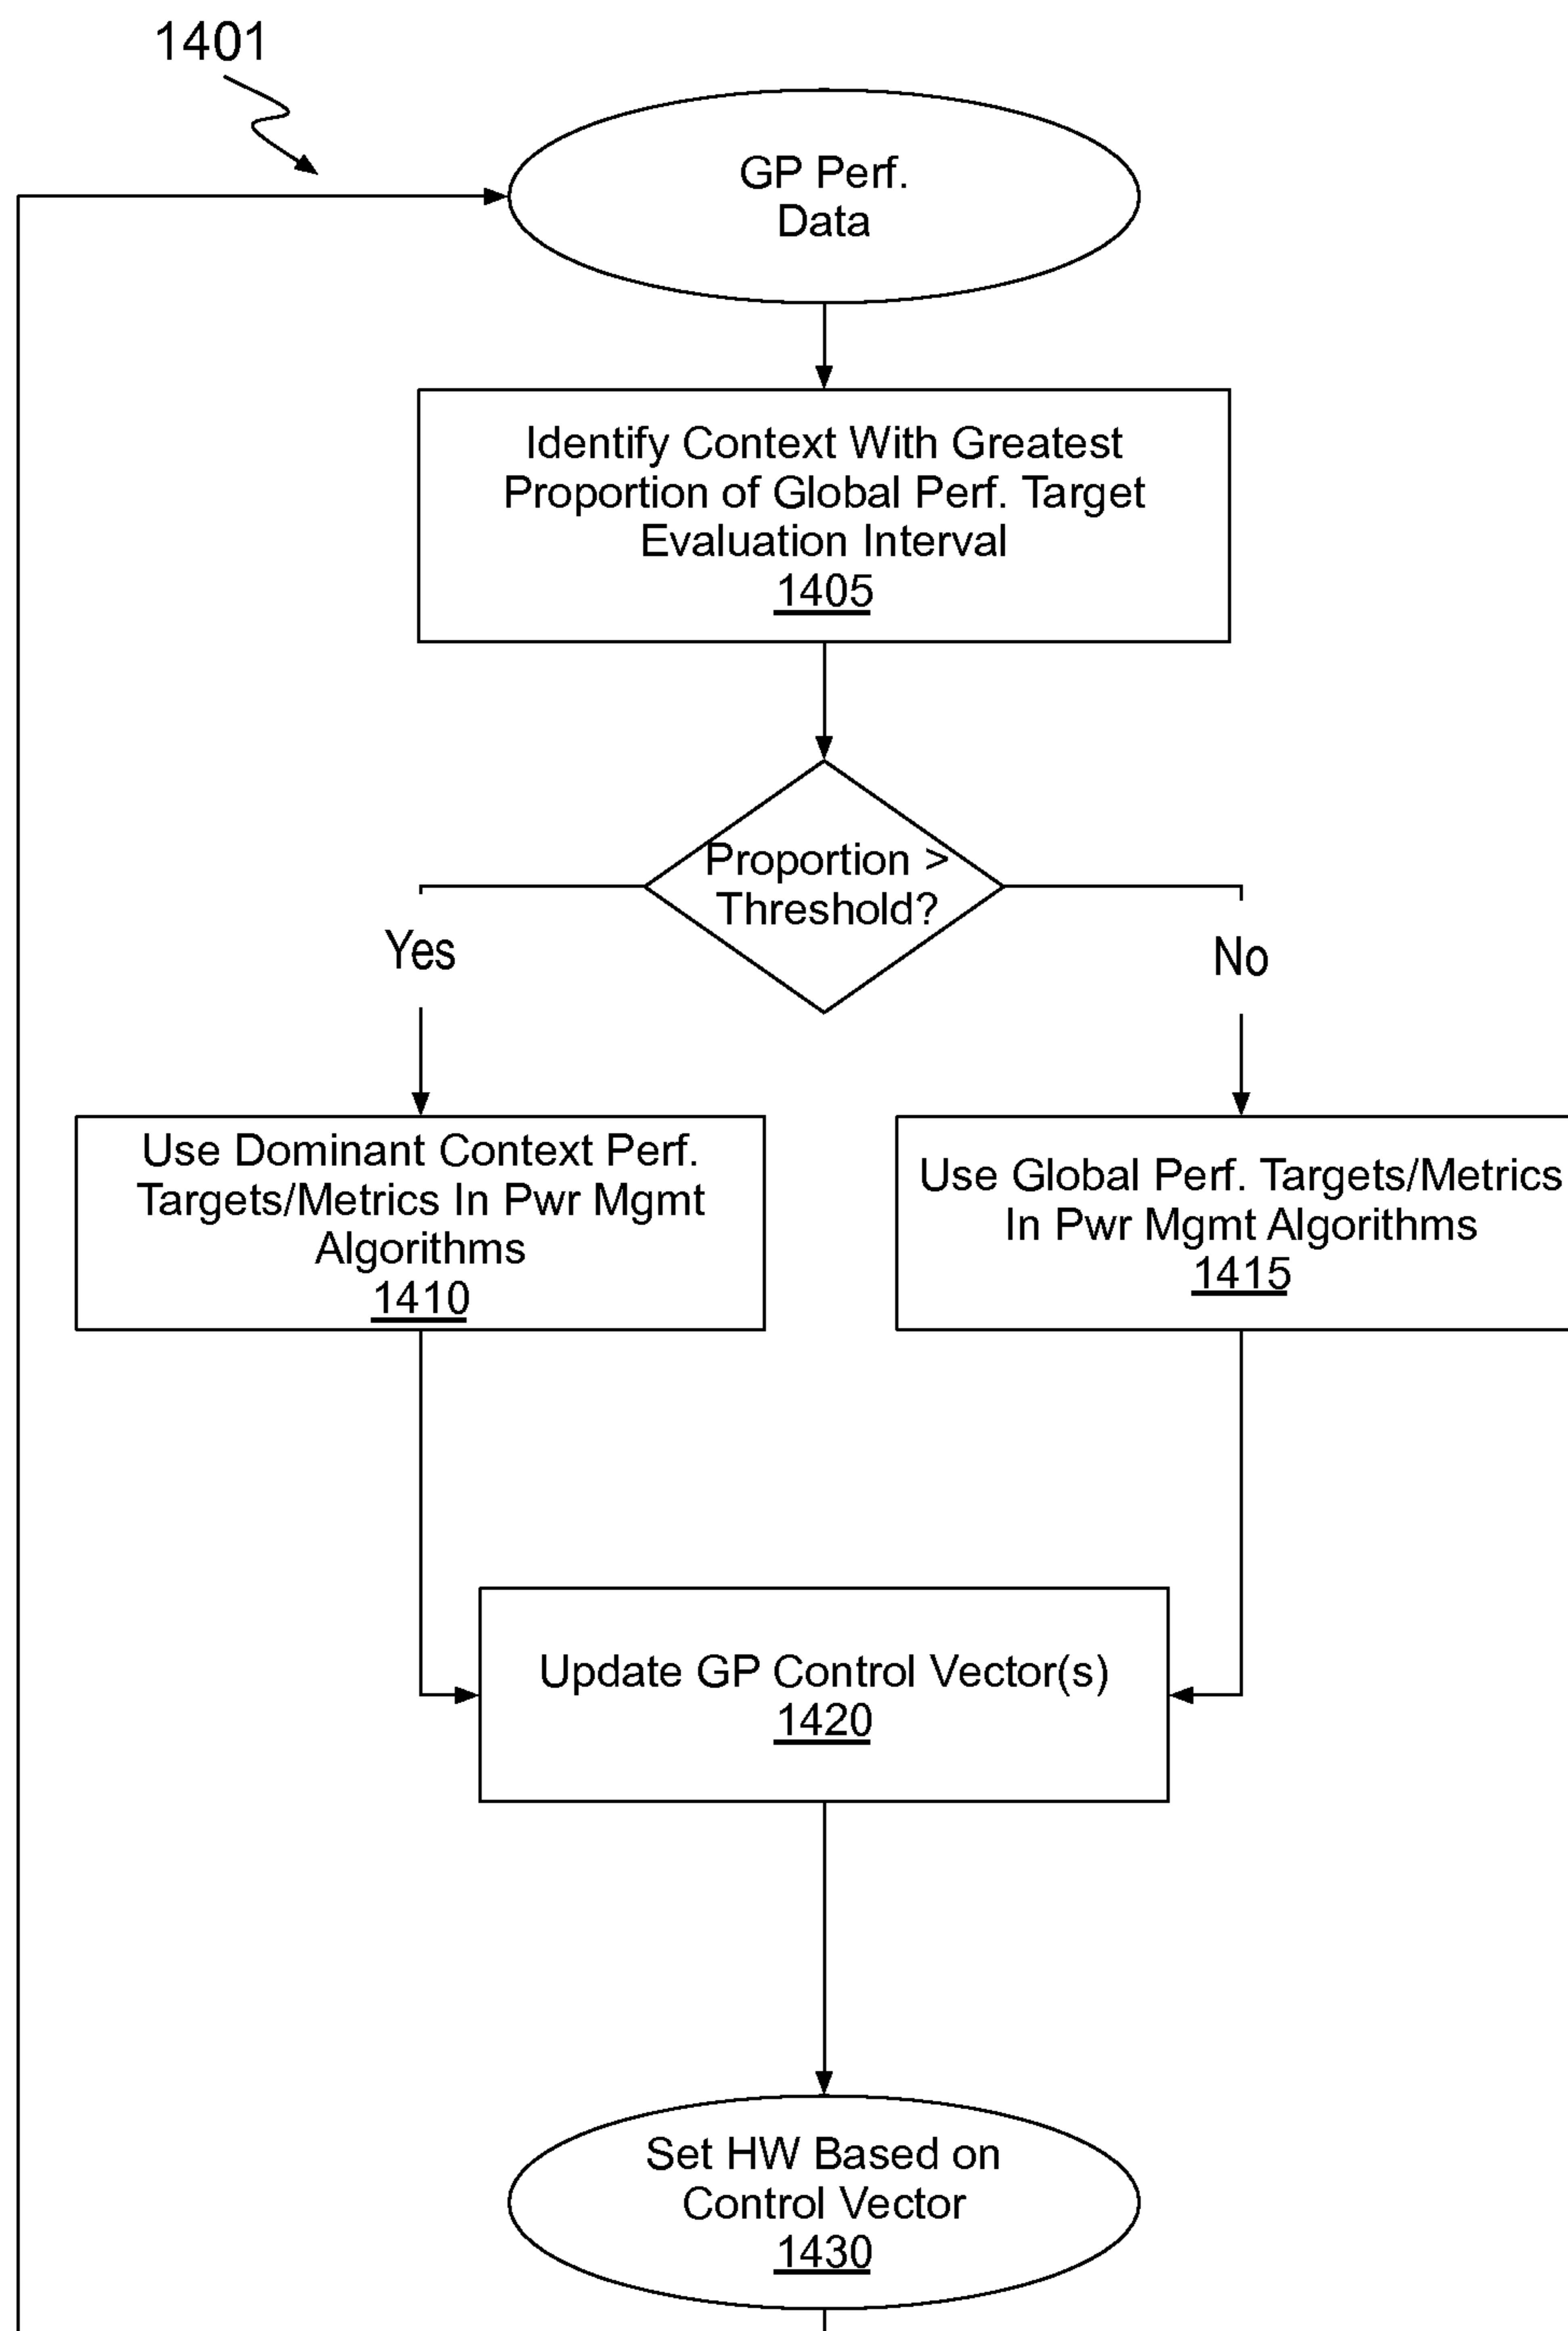 1401
GP Perf.
Data
Identify Context With Greatest
Proportion of Global Perf. Target
Evaluation Interval
1405
Proportion >
Threshold?
Yes
No
Use Dominant Context Perf.
Targets/Metrics In Pwr Mgmt
Algorithms
1410
Use Global Perf. Targets/Metrics
In Pwr Mgmt Algorithms
1415
Update GP Control Vector(s)
1420
Set HW Based on
Control Vector
1430